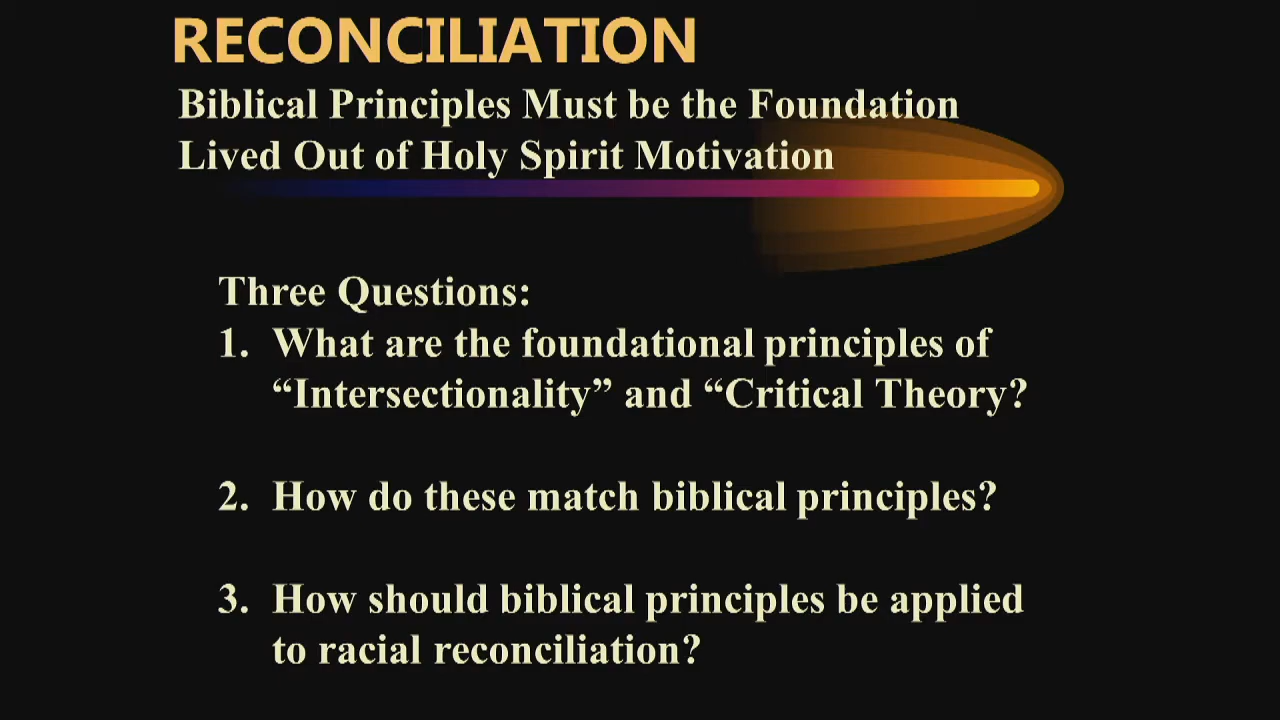 RECONCILIATION
Biblical Principles Must be the Foundation
Lived Out of Holy Spirit Motivation
Three Questions:
1. What are the foundational principles of
“Intersectionality” and “Critical Theory?
2. How do these match biblical principles?
3. How should biblical principles be applied
to racial reconciliation?